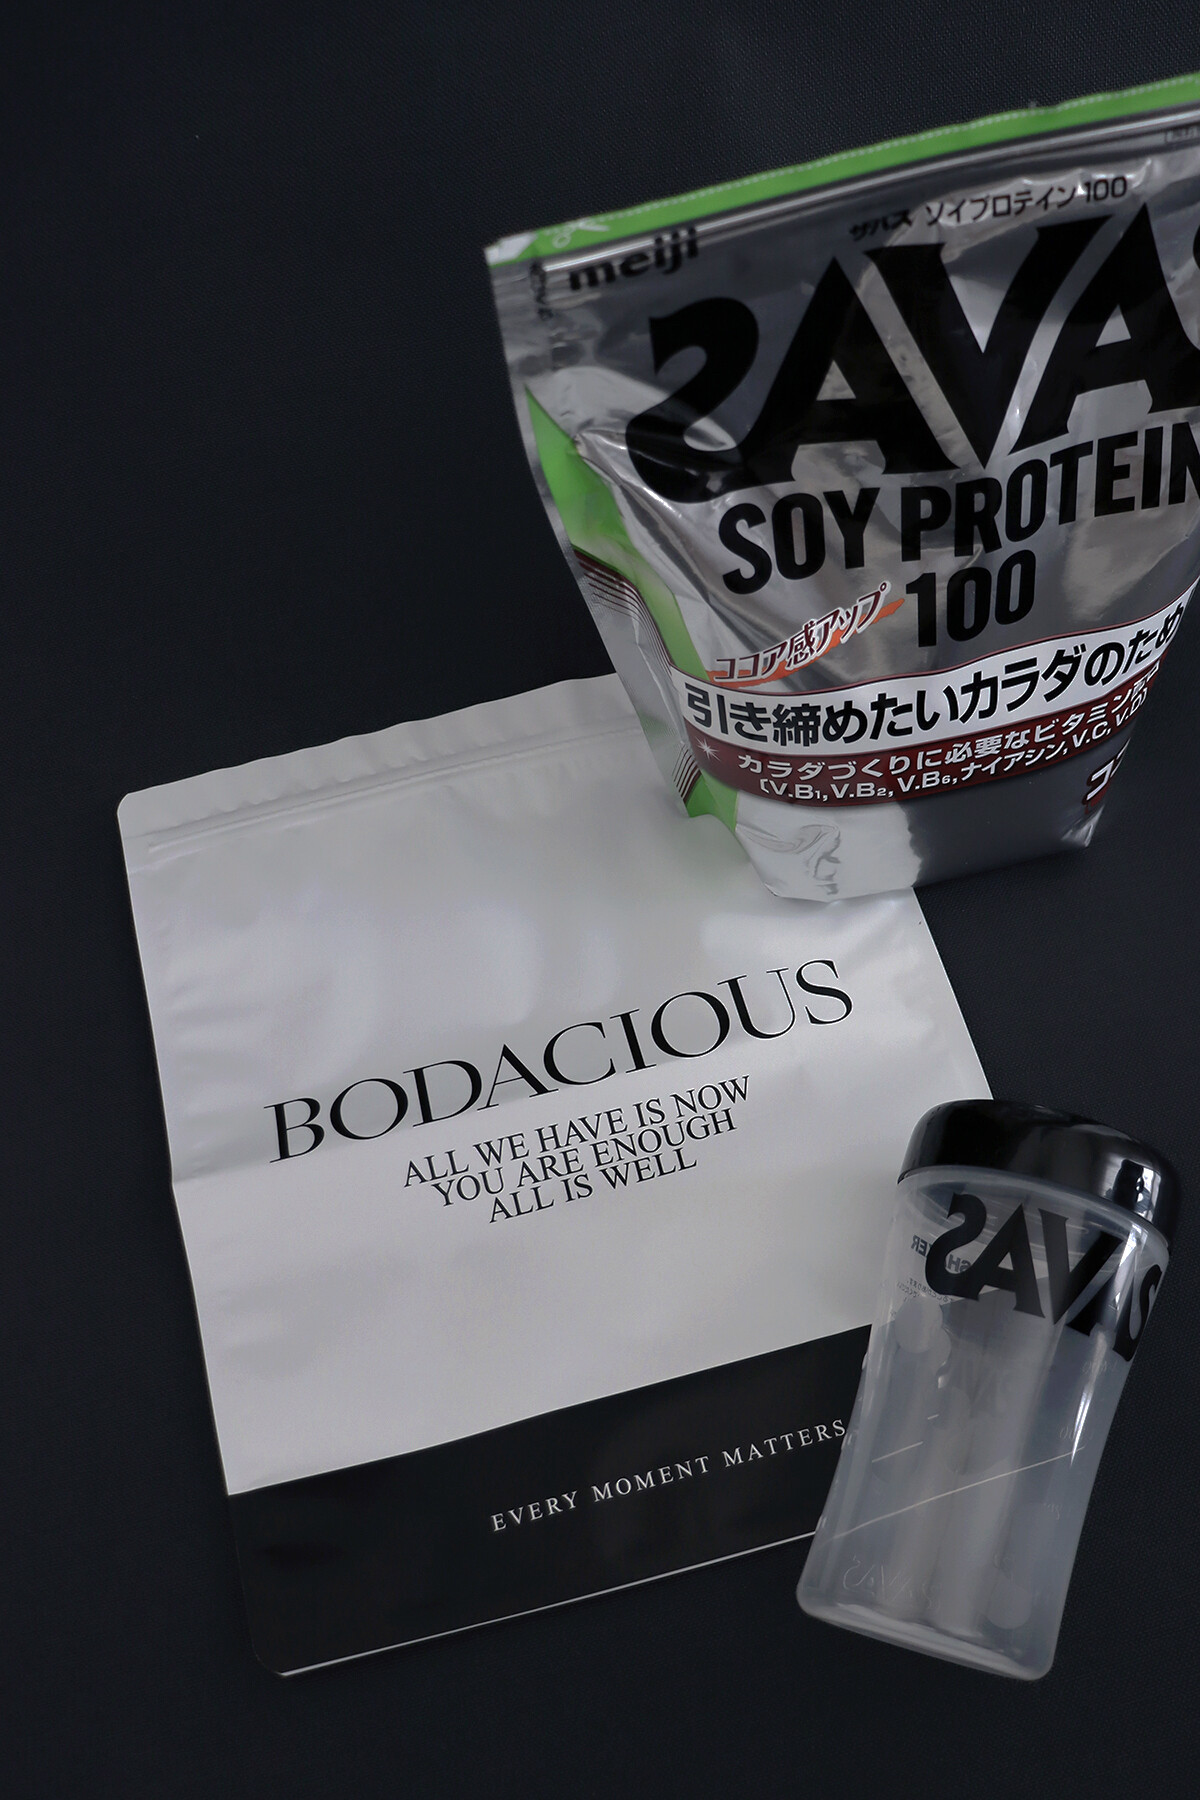 meiji
ザバス ソイプロテイン100
SAVAS
SOY PROTEIN
100
ココア感アップ
引き締めたいカラダのため
カラダづくりに必要なビタミン
〔V.B₁, V.B₂, V.B₆, ナイアシン, V.C, V.D〕
BODACIOUS
ALL WE HAVE IS NOW
YOU ARE ENOUGH
ALL IS WELL
EVERY MOMENT MATTERS
SAVAS